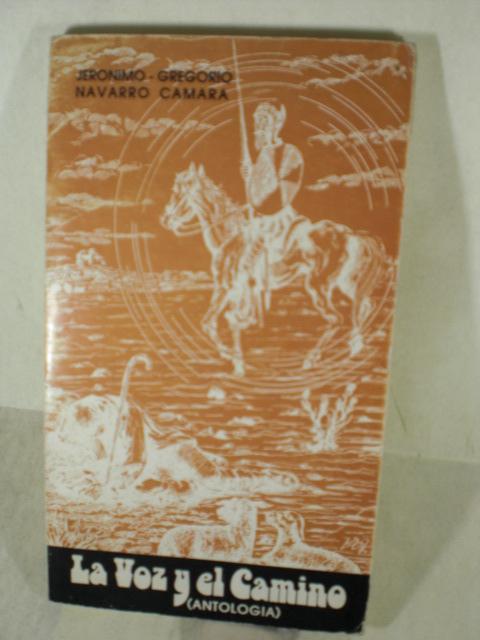 JERONIMO - GREGORIO
NAVARRO CAMARA
La Voz y el Camino
(ANTOLOGIA)